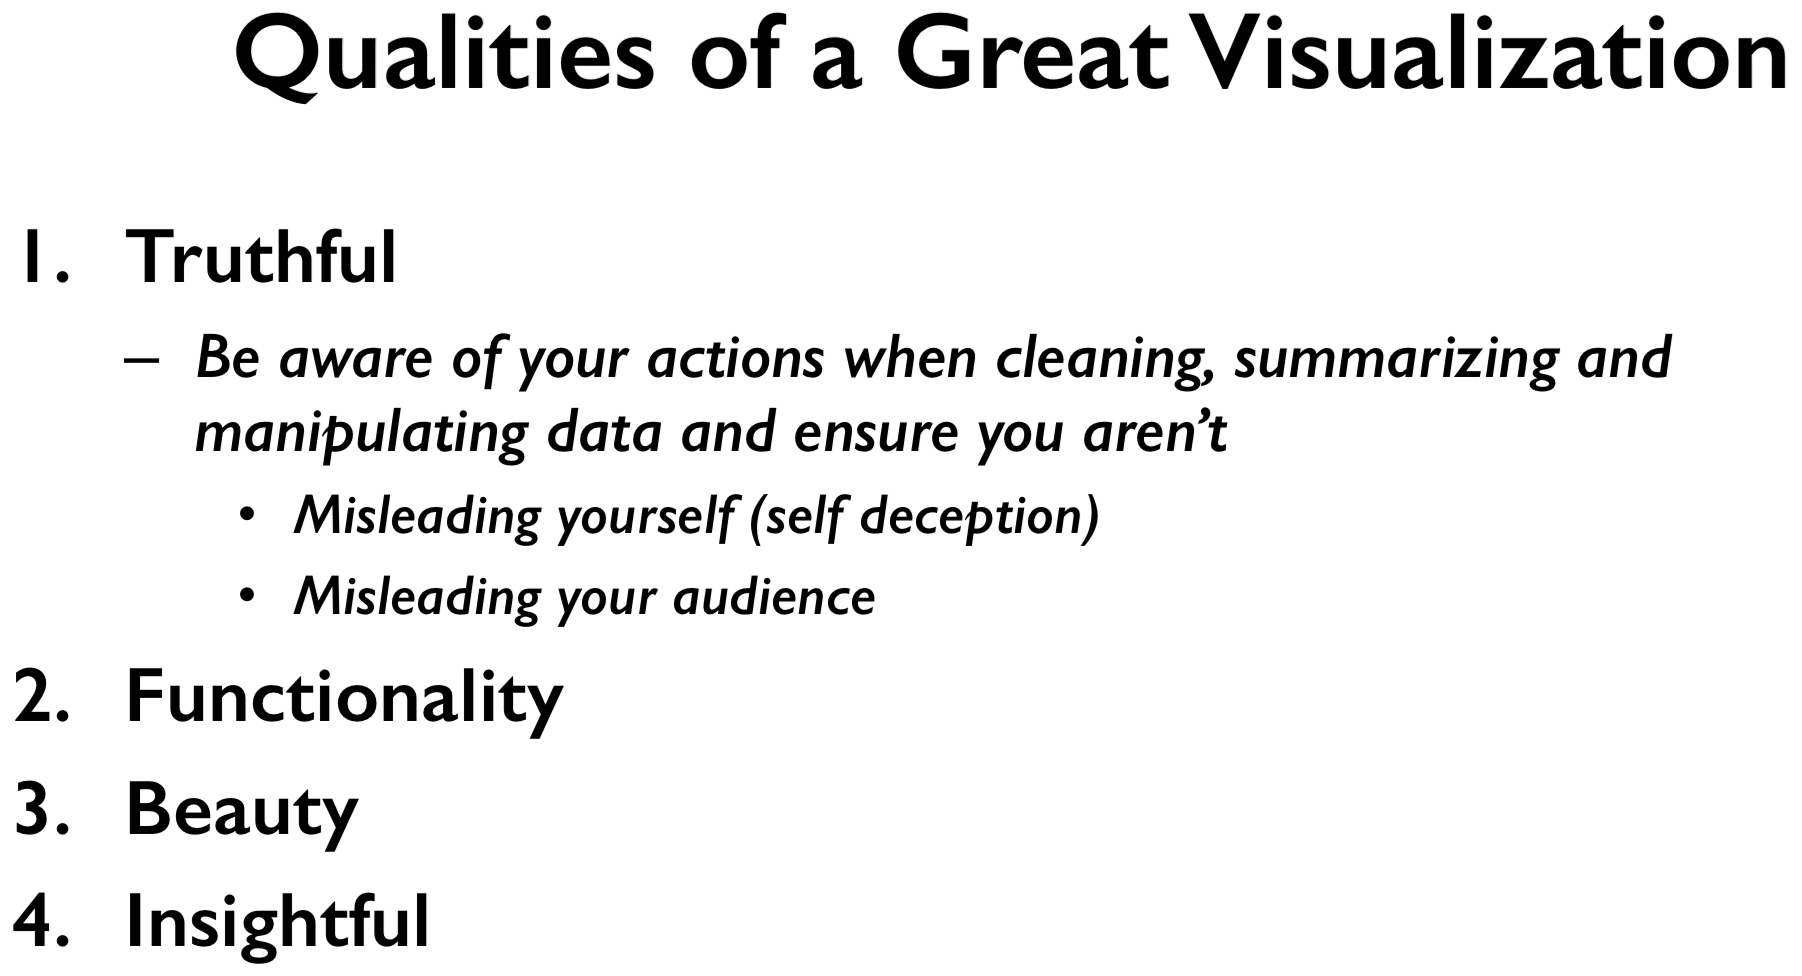 Qualities of a Great Visualization
1. Truthful
– Be aware of your actions when cleaning, summarizing and
manipulating data and ensure you aren’t
• Misleading yourself (self deception)
• Misleading your audience
2. Functionality
3. Beauty
4. Insightful